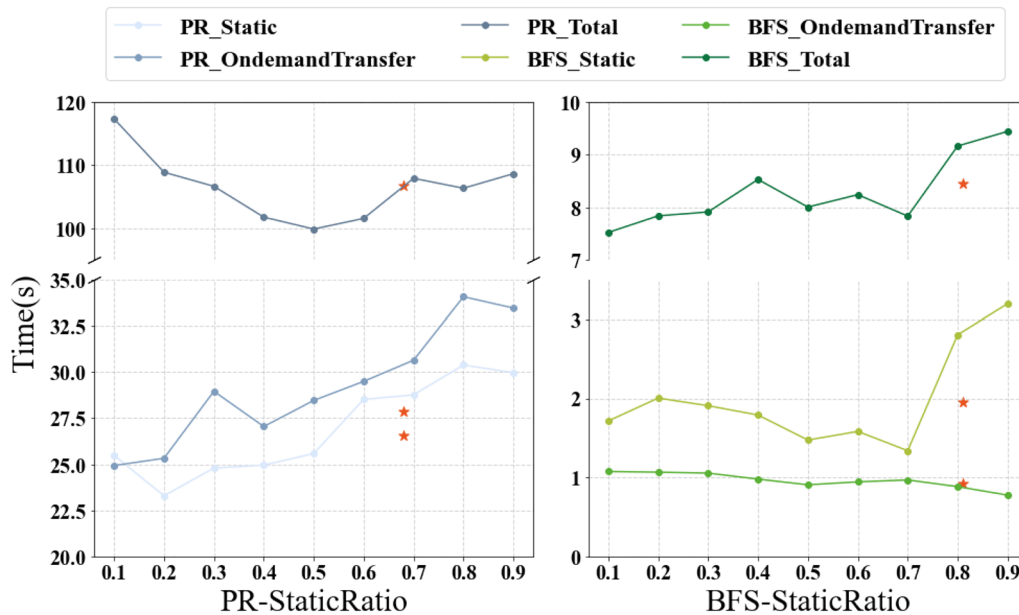 PR_Static
PR_Total
BFS_OndemandTransfer
PR_OndemandTransfer
BFS_Static
BFS_Total
120
110
100
35.0
32.5
30.0
27.5
25.0
22.5
20.0
Time(s)
0.1 0.2 0.3 0.4 0.5 0.6 0.7 0.8 0.9
PR-StaticRatio
10
9
8
7
3
2
1
0
0.1 0.2 0.3 0.4 0.5 0.6 0.7 0.8 0.9
BFS-StaticRatio